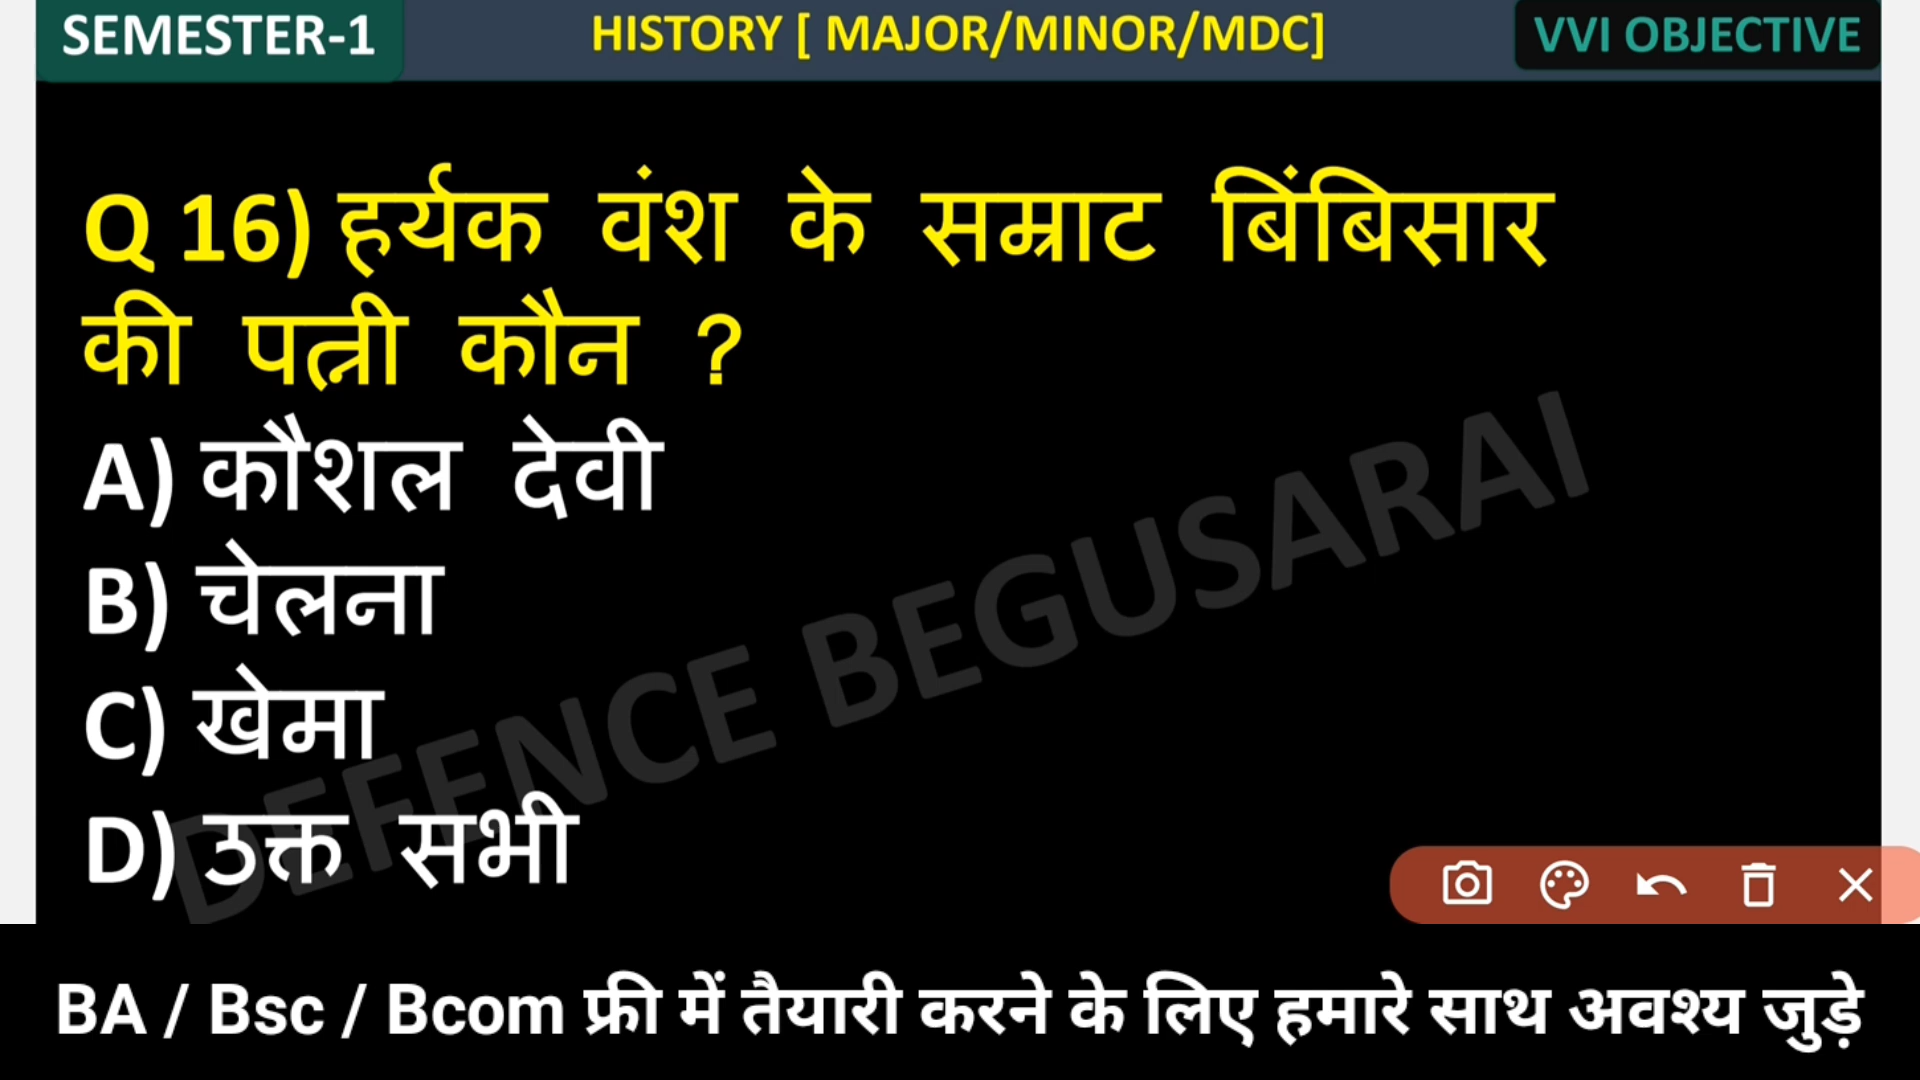 SEMESTER-1 HISTORY [ MAJOR/MINOR/MDC] VVI OBJECTIVE
Q 16) हर्यक वंश के सम्राट बिंबिसार
की पत्नी कौन ?
A) कौशल देवी
B) चेलना
C) खेमा
D) उक्त सभी
DEFENCE BEGUSARAI
BA / Bsc / Bcom फ्री में तैयारी करने के लिए हमारे साथ अवश्य जुड़े